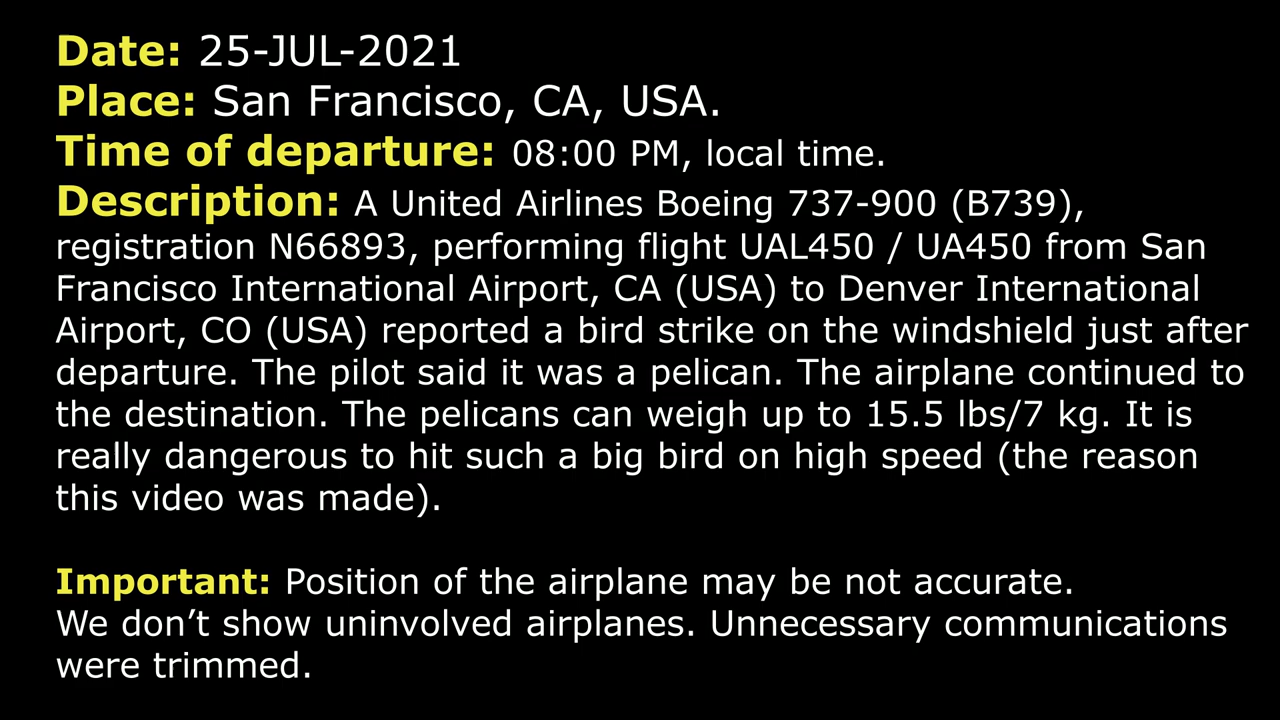 Date: 25-JUL-2021
Place: San Francisco, CA, USA.
Time of departure: 08:00 PM, local time.
Description: A United Airlines Boeing 737-900 (B739),
registration N66893, performing flight UAL450 / UA450 from San
Francisco International Airport, CA (USA) to Denver International
Airport, CO (USA) reported a bird strike on the windshield just after
departure. The pilot said it was a pelican. The airplane continued to
the destination. The pelicans can weigh up to 15.5 lbs/7 kg. It is
really dangerous to hit such a big bird on high speed (the reason
this video was made).
Important: Position of the airplane may be not accurate.
We don’t show uninvolved airplanes. Unnecessary communications
were trimmed.